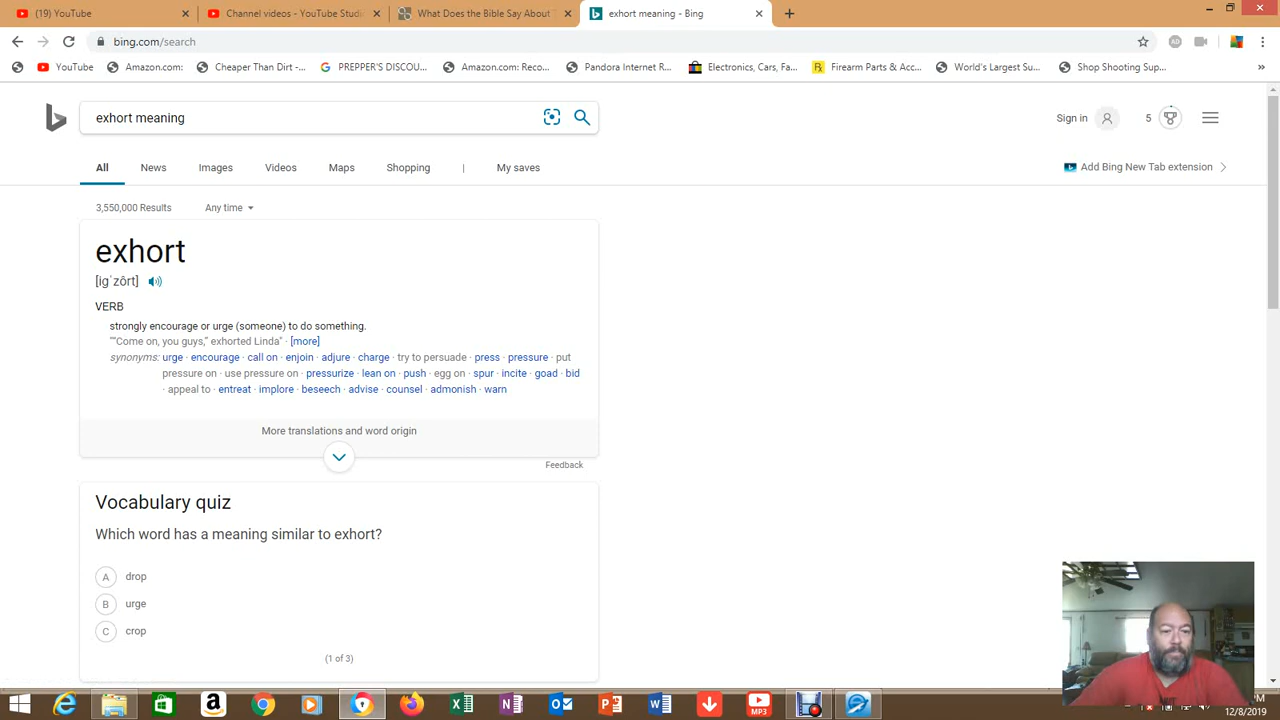 (19) YouTube
Channel videos - YouTube Studi
What Does the Bible Say About
exhort meaning - Bing
bing.com/search
YouTube
Amazon.com:
Cheaper Than Dirt -...
PREPPER'S DISCOU...
Amazon.com: Reco...
Pandora Internet R...
Electronics, Cars, Fa...
Firearm Parts & Acc...
World's Largest Su...
Shop Shooting Sup...
»
exhort meaning
Sign in
5
All News Images Videos Maps Shopping | My saves
Add Bing New Tab extension
3,550,000 Results Any time
exhort
[igˈzôrt]
VERB
strongly encourage or urge (someone) to do something.
"“Come on, you guys,” exhorted Linda" · [more]
synonyms: urge · encourage · call on · enjoin · adjure · charge · try to persuade · press · pressure · put
pressure on · use pressure on · pressurize · lean on · push · egg on · spur · incite · goad · bid
· appeal to · entreat · implore · beseech · advise · counsel · admonish · warn
More translations and word origin
Feedback
Vocabulary quiz
Which word has a meaning similar to exhort?
A drop
B urge
C crop
(1 of 3)
MP3
12/8/2019